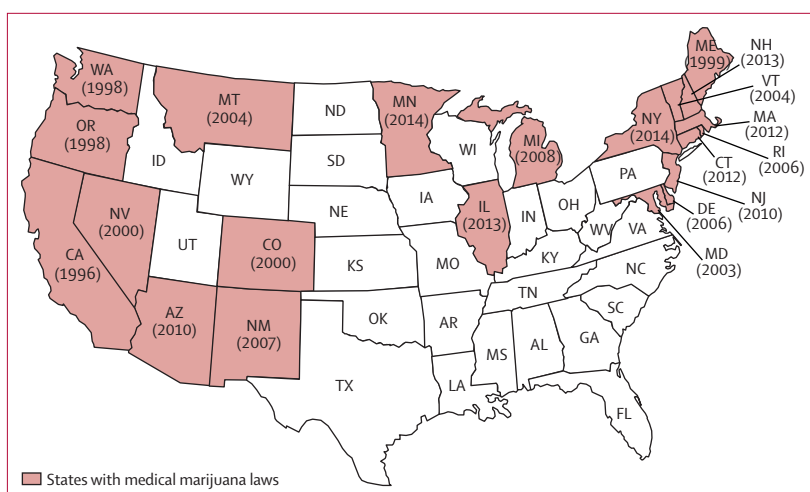 WA
(1998)
MT
(2004)
ND
MN
(2014)
ME
(1999)
NH
(2013)
VT
(2004)
OR
(1998)
ID
SD
WI
MI
(2008)
NY
(2014)
MA
(2012)
RI
(2006)
CT
(2012)
WY
IA
PA
NJ
(2010)
NV
(2000)
NE
IL
(2013)
IN
OH
DE
(2006)
MD
(2003)
CA
(1996)
UT
CO
(2000)
KS
MO
KY
WV
VA
AZ
(2010)
NM
(2007)
OK
AR
TN
NC
SC
TX
LA
MS
AL
GA
FL
States with medical marijuana laws